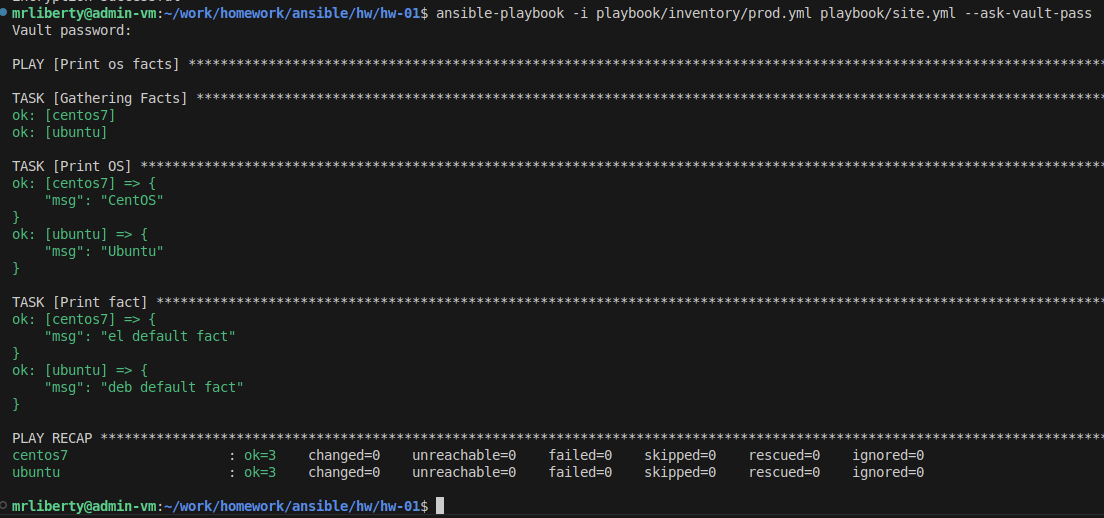 Encryption successful
mrliberty@admin-vm:~/work/homework/ansible/hw/hw-01$ ansible-playbook -i playbook/inventory/prod.yml playbook/site.yml --ask-vault-pass
Vault password:
PLAY [Print os facts] ******************************************************************************************************************
TASK [Gathering Facts] *****************************************************************************************************************
ok: [centos7]
ok: [ubuntu]
TASK [Print OS] ************************************************************************************************************************
ok: [centos7] => {
    "msg": "CentOS"
}
ok: [ubuntu] => {
    "msg": "Ubuntu"
}
TASK [Print fact] **********************************************************************************************************************
ok: [centos7] => {
    "msg": "el default fact"
}
ok: [ubuntu] => {
    "msg": "deb default fact"
}
PLAY RECAP *****************************************************************************************************************************
centos7                    : ok=3    changed=0    unreachable=0    failed=0    skipped=0    rescued=0    ignored=0
ubuntu                     : ok=3    changed=0    unreachable=0    failed=0    skipped=0    rescued=0    ignored=0
mrliberty@admin-vm:~/work/homework/ansible/hw/hw-01$